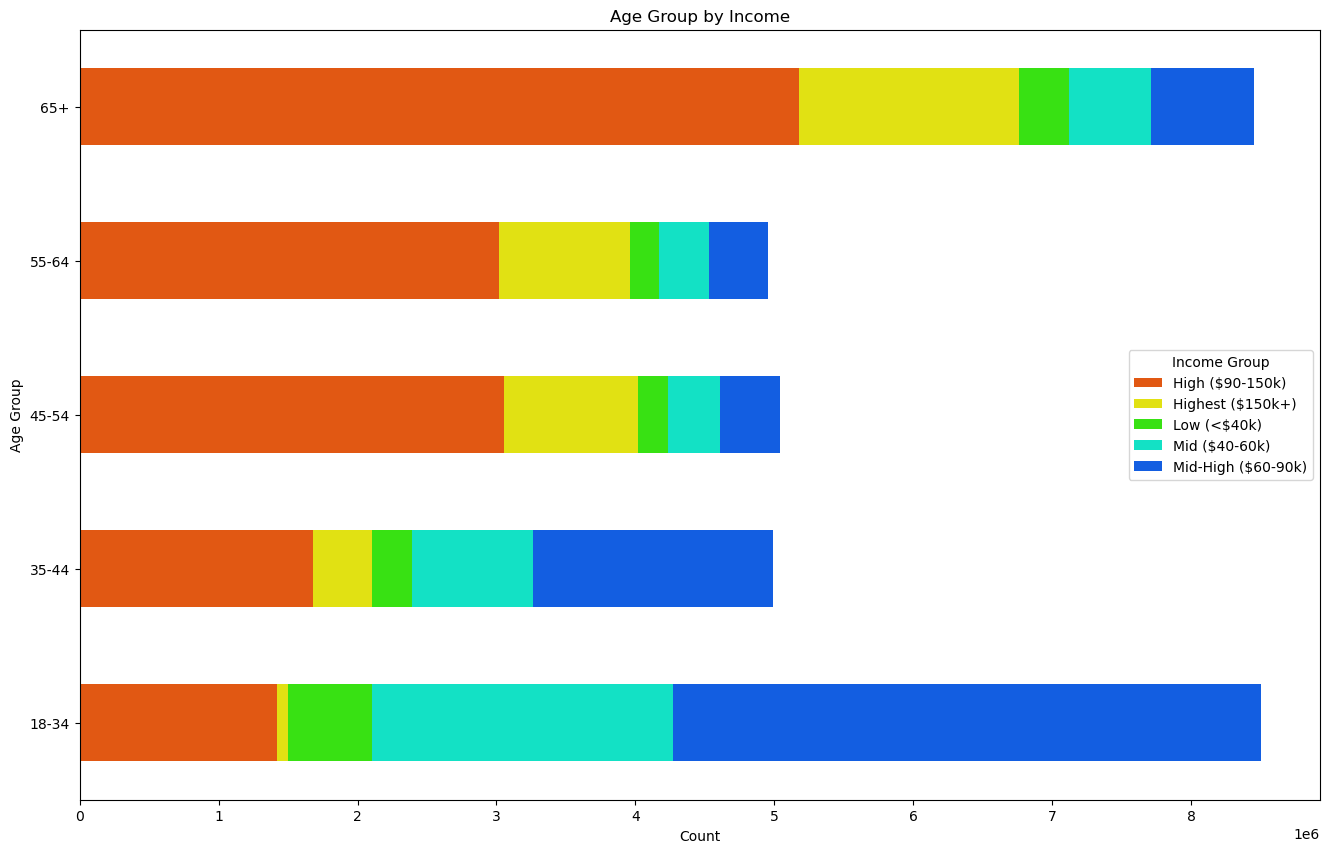 Age Group by Income
65+
55-64
45-54
35-44
18-34
Age Group
Income Group
High ($90-150k)
Highest ($150k+)
Low (<$40k)
Mid ($40-60k)
Mid-High ($60-90k)
0 1 2 3 4 5 6 7 8
1e6
Count